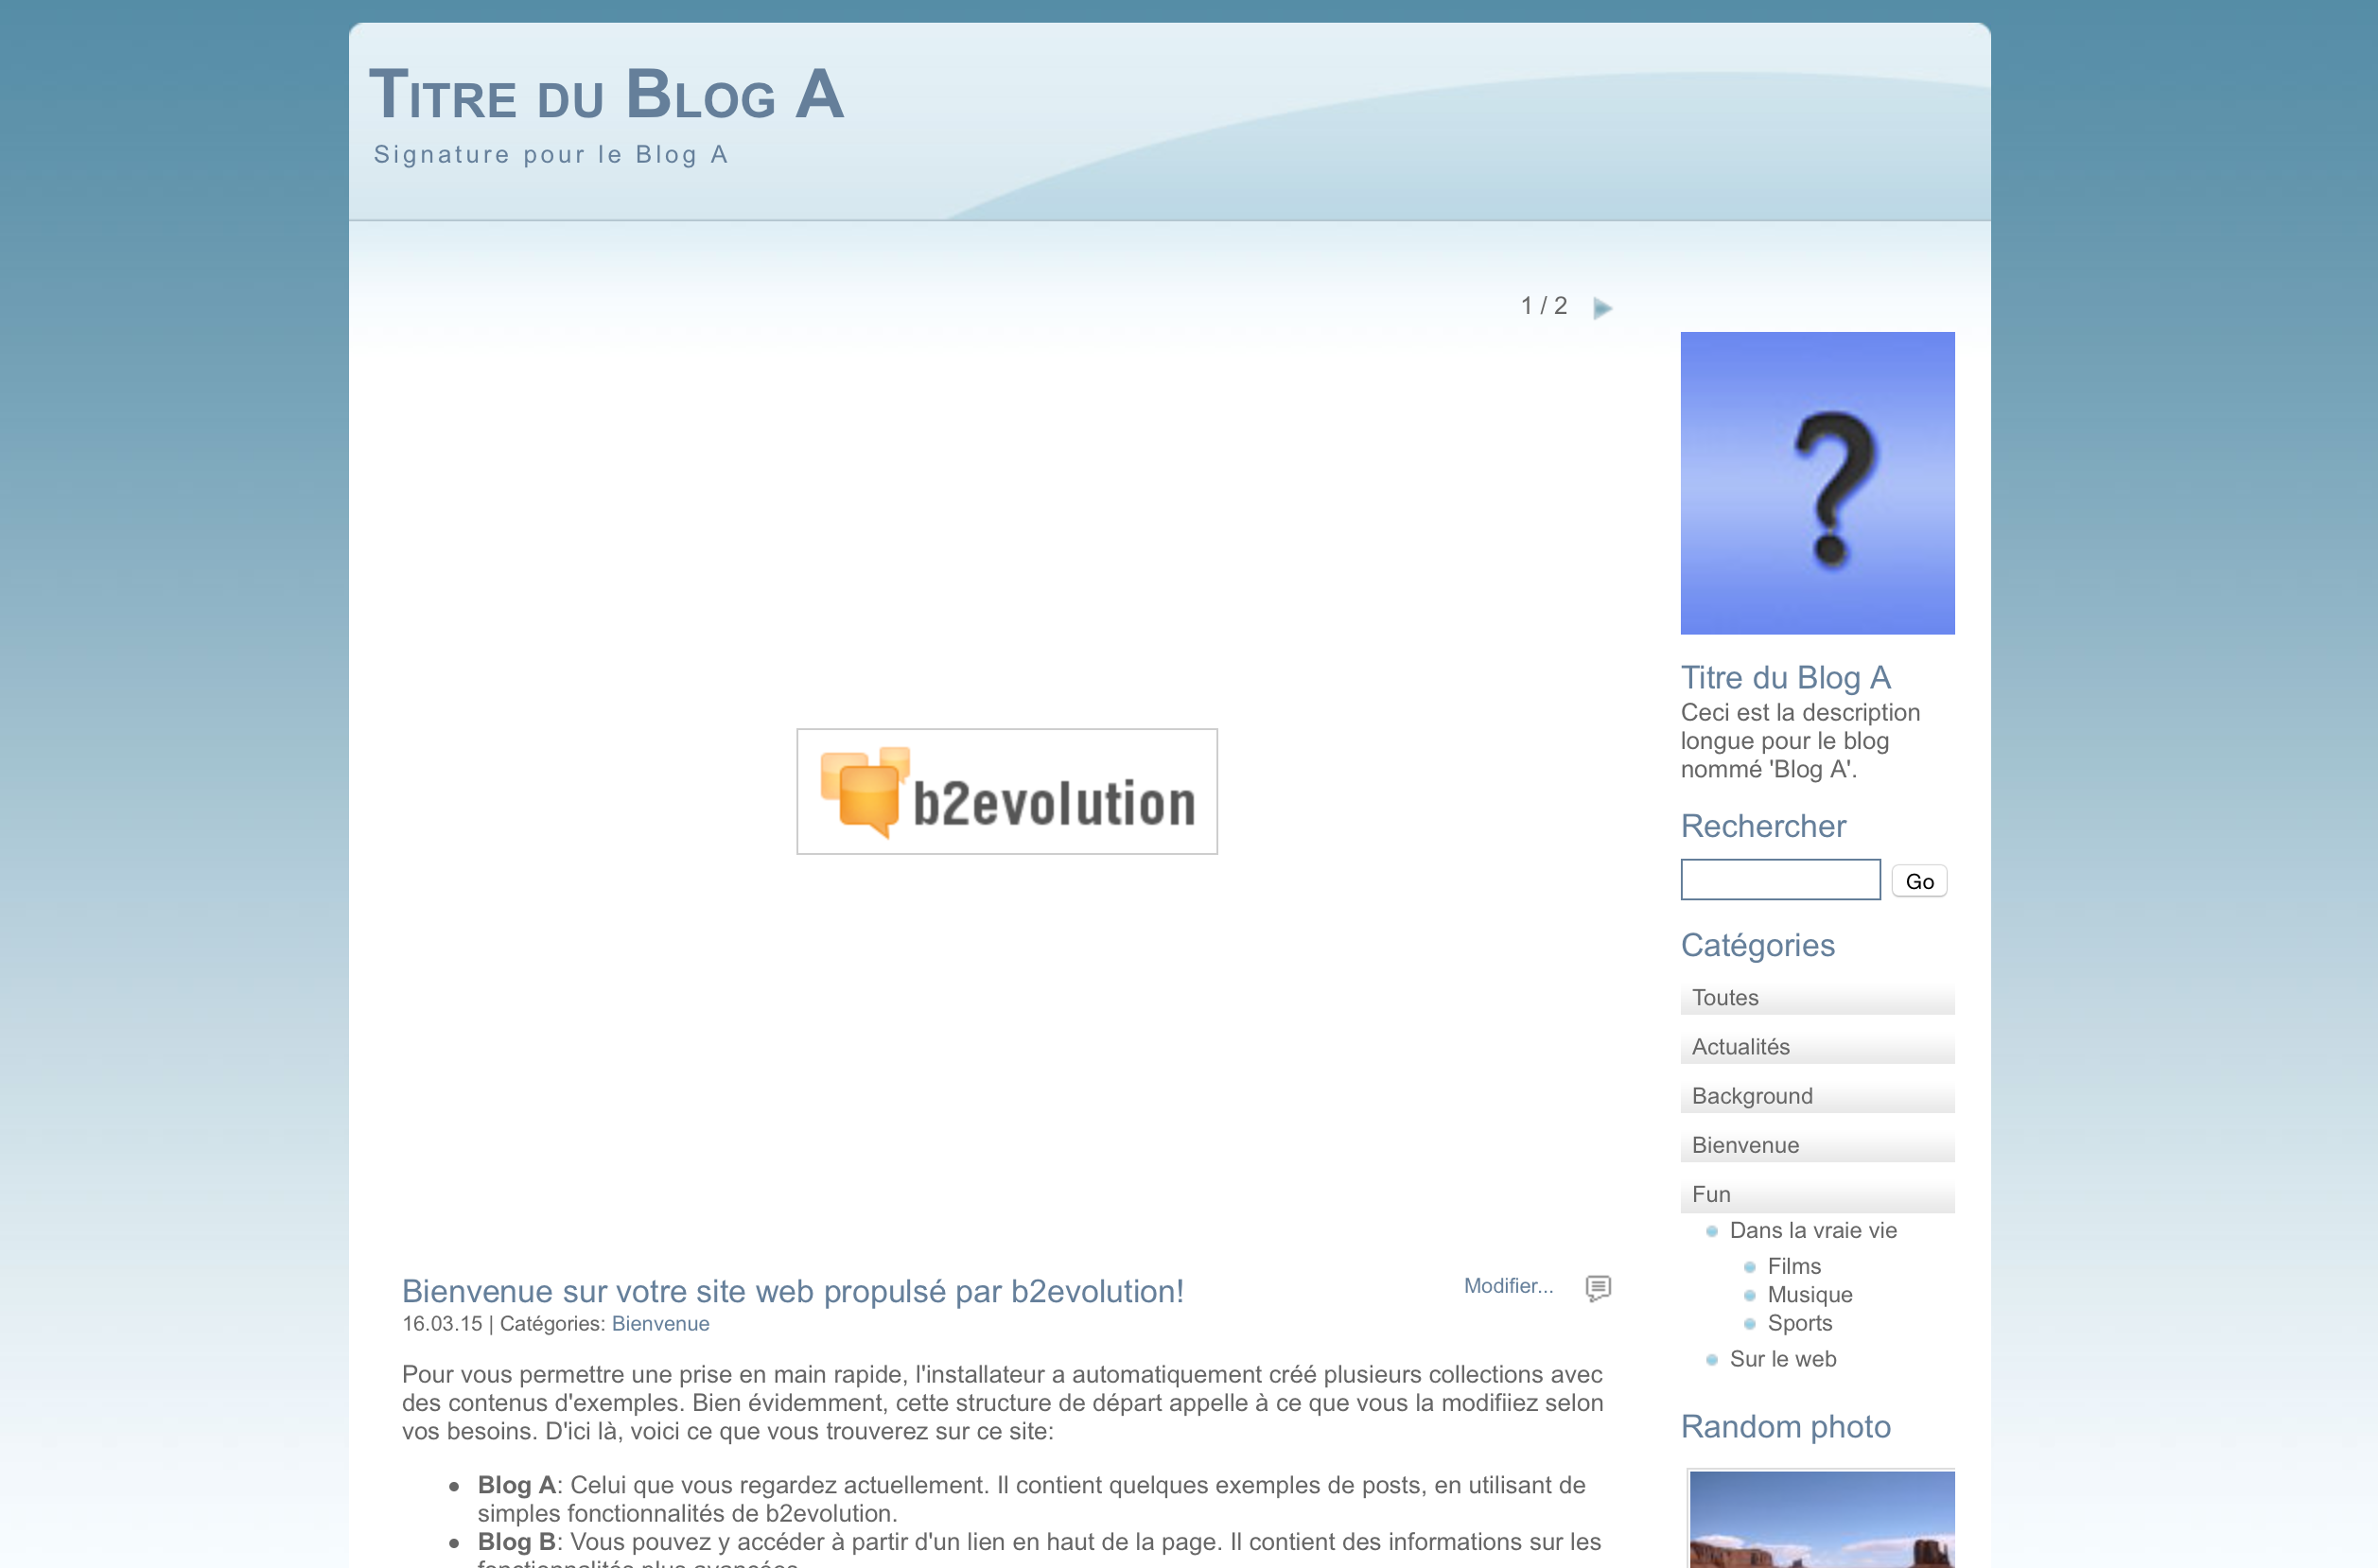 Titre du Blog A
Signature pour le Blog A
1 / 2
?
b2evolution
Bienvenue sur votre site web propulsé par b2evolution!
Modifier...
16.03.15 | Catégories: Bienvenue
Pour vous permettre une prise en main rapide, l'installateur a automatiquement créé plusieurs collections avec
des contenus d'exemples. Bien évidemment, cette structure de départ appelle à ce que vous la modifiiez selon
vos besoins. D'ici là, voici ce que vous trouverez sur ce site:
Blog A: Celui que vous regardez actuellement. Il contient quelques exemples de posts, en utilisant de
simples fonctionnalités de b2evolution.
Blog B: Vous pouvez y accéder à partir d'un lien en haut de la page. Il contient des informations sur les
fonctionnalités plus avancées
Titre du Blog A
Ceci est la description
longue pour le blog
nommé 'Blog A'.
Rechercher
Go
Catégories
Toutes
Actualités
Background
Bienvenue
Fun
Dans la vraie vie
Films
Musique
Sports
Sur le web
Random photo